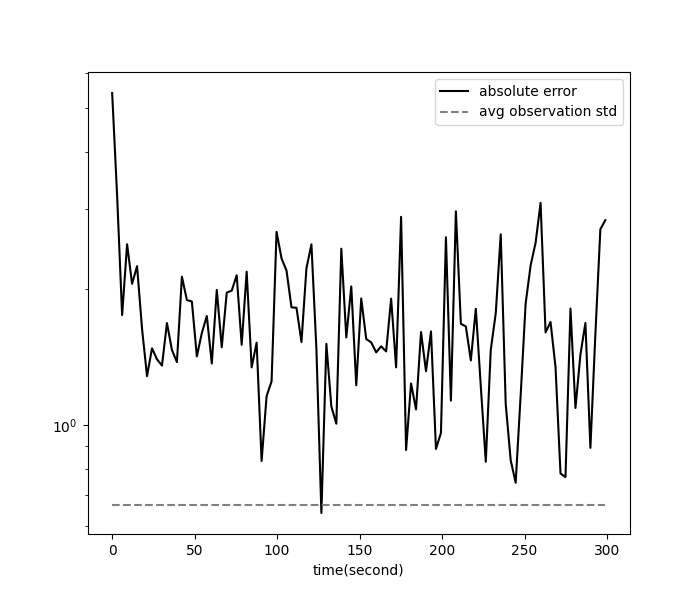 absolute error
avg observation std
10⁰
0 50 100 150 200 250 300
time(second)